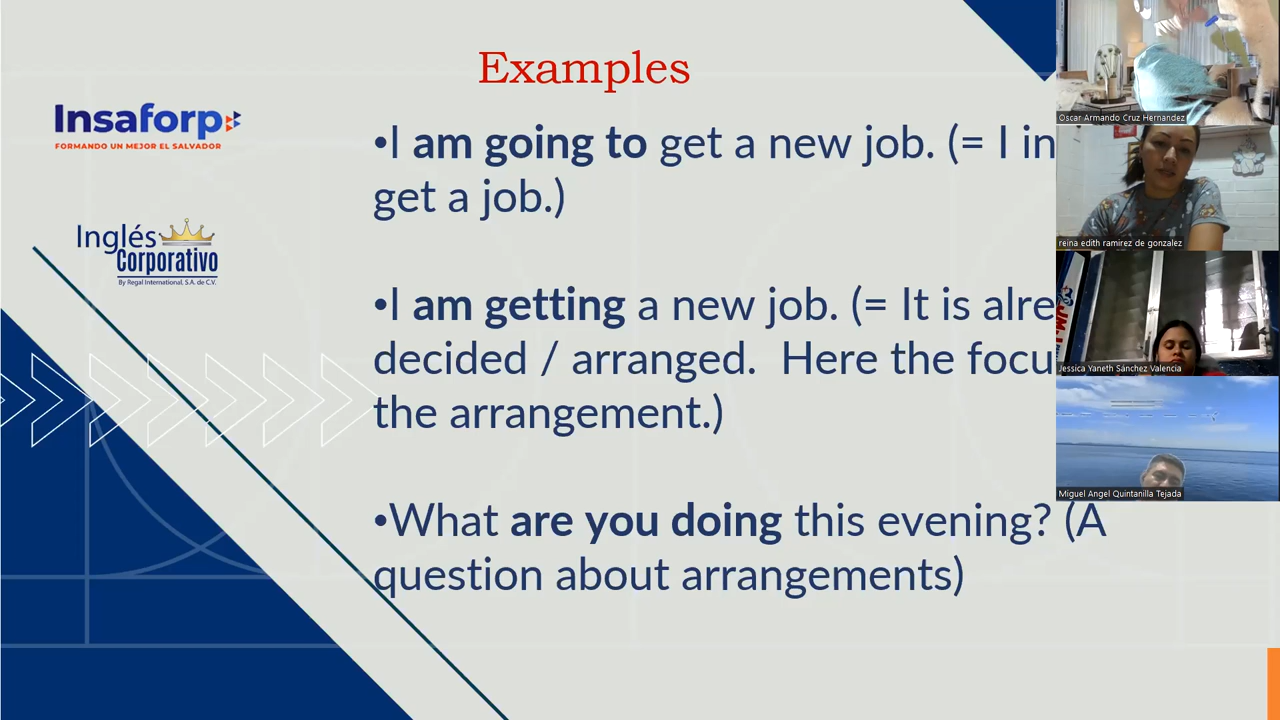 Examples
Insaforp
FORMANDO UN MEJOR EL SALVADOR
Inglés
Corporativo
By Regal International, S.A. de C.V.
•I am going to get a new job. (= I in
get a job.)
•I am getting a new job. (= It is alre
decided / arranged.  Here the focu
the arrangement.)
•What are you doing this evening? (A
question about arrangements)
Oscar Armando Cruz Hernandez
reina edith ramirez de gonzalez
Jessica Yaneth Sánchez Valencia
Miguel Angel Quintanilla Tejada